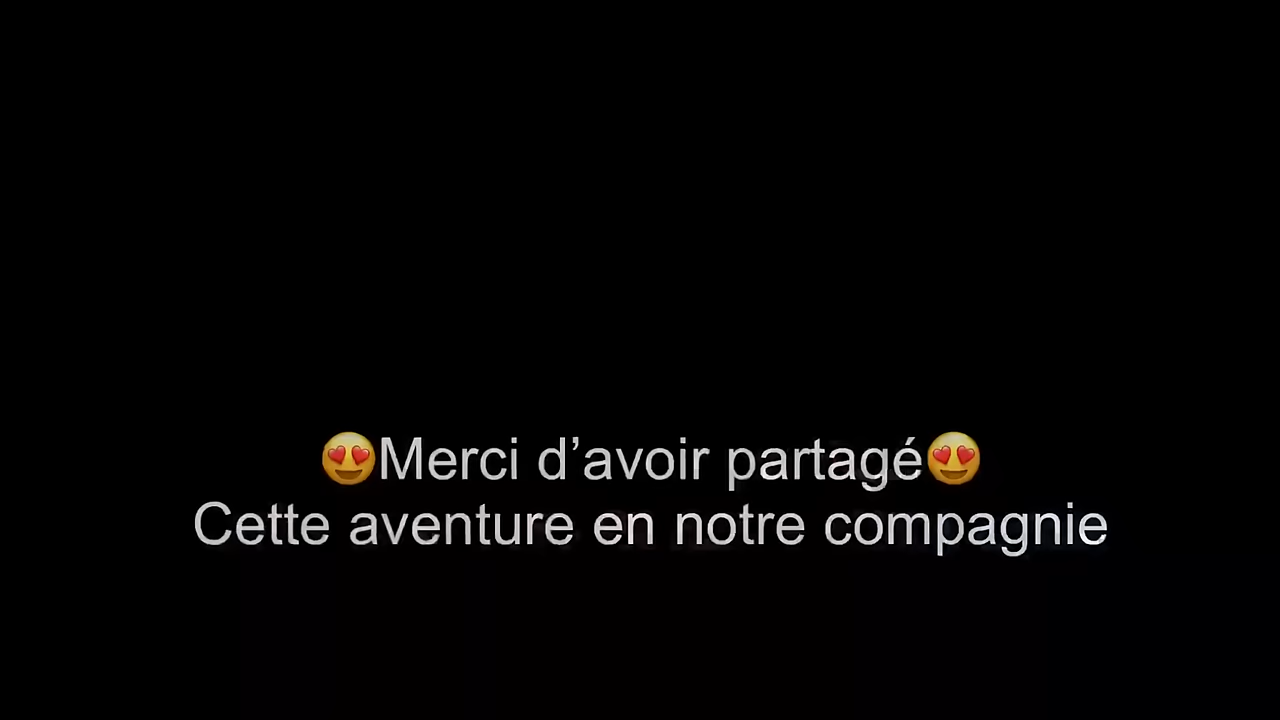 😍Merci d’avoir partagé😍
Cette aventure en notre compagnie